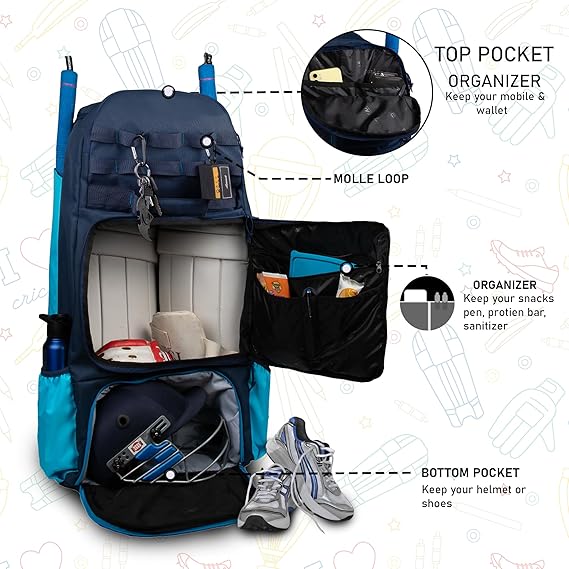 TOP POCKET
ORGANIZER
Keep your mobile &
wallet
MOLLE LOOP
ORGANIZER
Keep your snacks
pen, protien bar,
sanitizer
BOTTOM POCKET
Keep your helmet or
shoes
I
cric